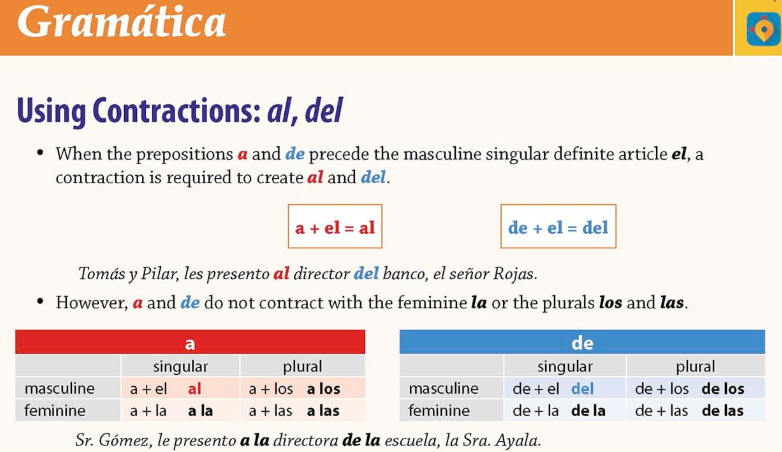 Gramática
Using Contractions: al, del
• When the prepositions a and de precede the masculine singular definite article el, a
contraction is required to create al and del.
a + el = al
de + el = del
Tomás y Pilar, les presento al director del banco, el señor Rojas.
• However, a and de do not contract with the feminine la or the plurals los and las.
a
singular plural
masculine a + el al a + los a los
feminine a + la a la a + las a las
de
singular plural
masculine de + el del de + los de los
feminine de + la de la de + las de las
Sr. Gómez, le presento a la directora de la escuela, la Sra. Ayala.